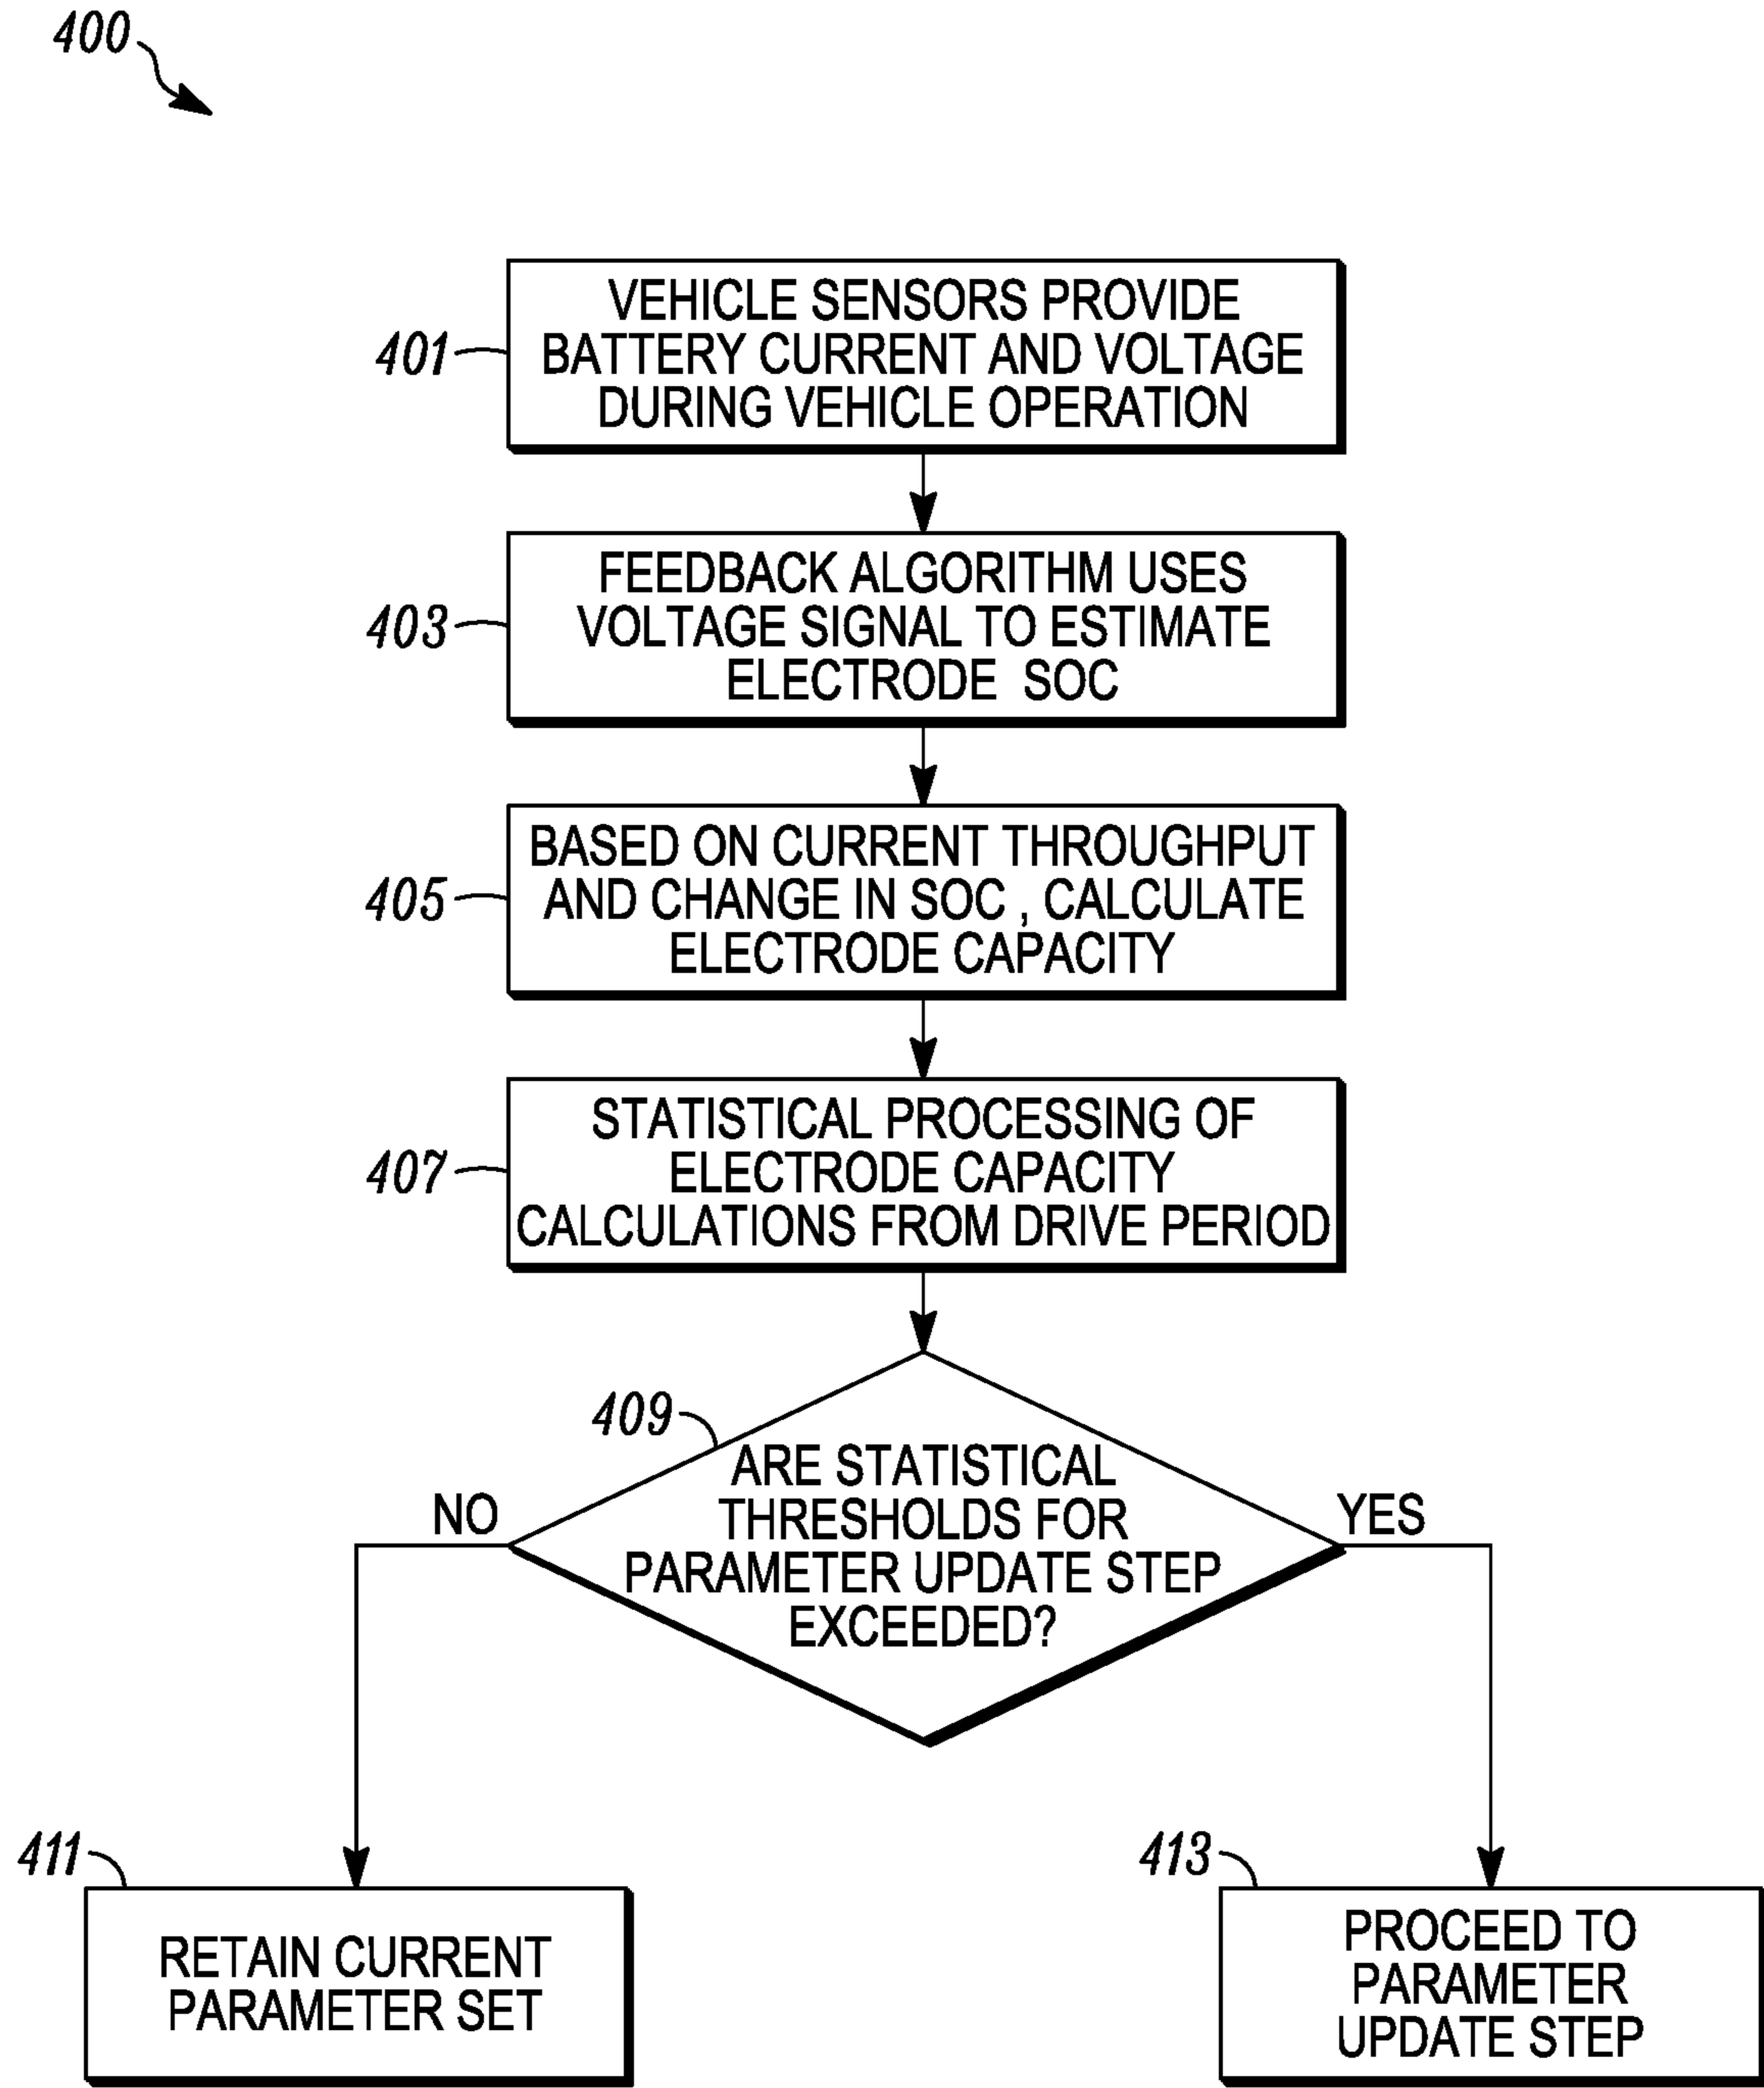 400
VEHICLE SENSORS PROVIDE
BATTERY CURRENT AND VOLTAGE
DURING VEHICLE OPERATION
401
FEEDBACK ALGORITHM USES
VOLTAGE SIGNAL TO ESTIMATE
ELECTRODE SOC
403
BASED ON CURRENT THROUGHPUT
AND CHANGE IN SOC , CALCULATE
ELECTRODE CAPACITY
405
STATISTICAL PROCESSING OF
ELECTRODE CAPACITY
CALCULATIONS FROM DRIVE PERIOD
407
409
ARE STATISTICAL
THRESHOLDS FOR
PARAMETER UPDATE STEP
EXCEEDED?
NO
YES
411
RETAIN CURRENT
PARAMETER SET
413
PROCEED TO
PARAMETER
UPDATE STEP